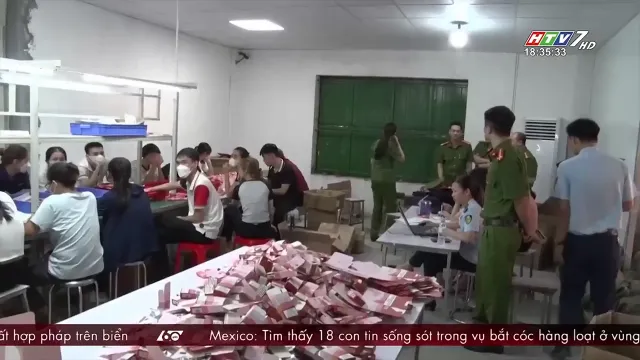 HTV7 HD
18:35:33
ất hợp pháp trên biển 60 Mexico: Tìm thấy 18 con tin sống sót trong vụ bắt cóc hàng loạt ở vùng